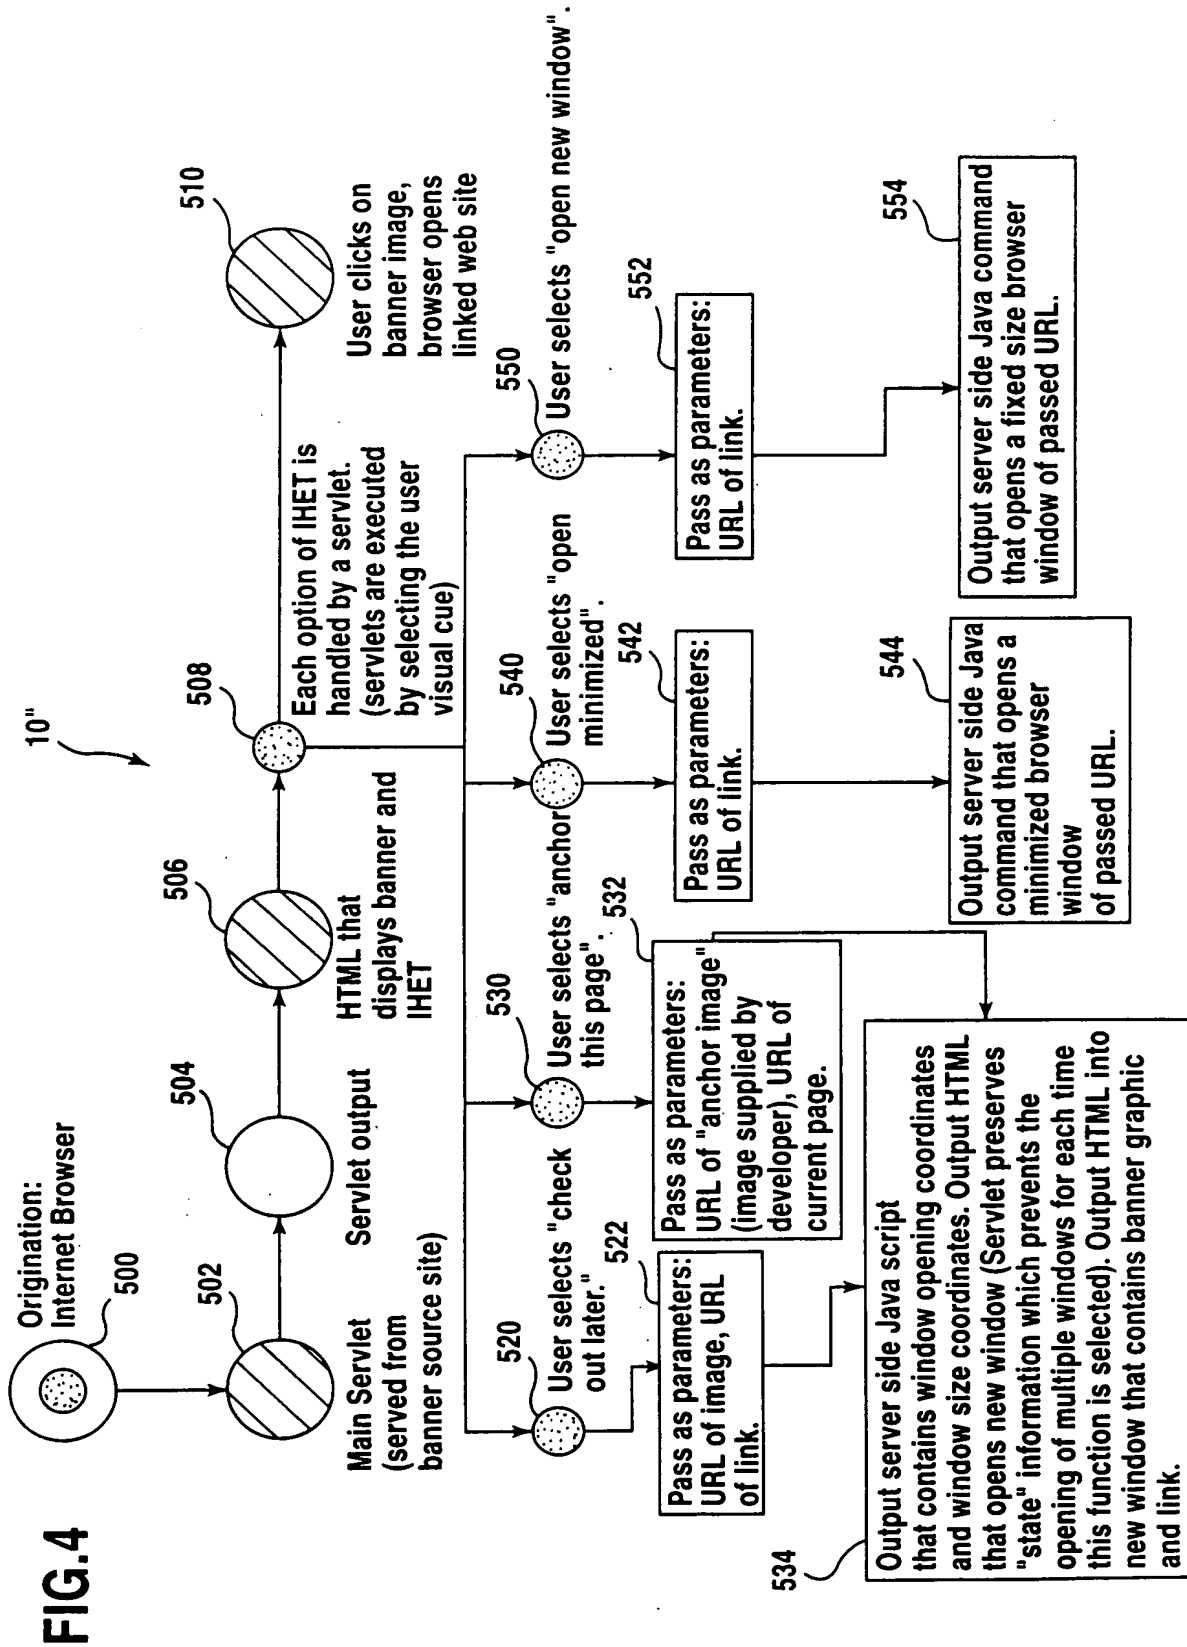 FIG.4
10"
Origination:
Internet Browser
500
502
Main Servlet
(served from
banner source site)
504
Servlet output
506
HTML that
displays banner and
IHET
508
Each option of IHET is
handled by a servlet.
(servlets are executed
by selecting the user
visual cue)
510
User clicks on
banner image,
browser opens
linked web site
520
User selects "check
out later."
522
Pass as parameters:
URL of image, URL
of link.
530
User selects "anchor
this page".
532
Pass as parameters:
URL of "anchor image"
(image supplied by
developer), URL of
current page.
534
Output server side Java script
that contains window opening coordinates
and window size coordinates. Output HTML
that opens new window (Servlet preserves
"state" information which prevents the
opening of multiple windows for each time
this function is selected). Output HTML into
new window that contains banner graphic
and link.
540
User selects "open
minimized".
542
Pass as parameters:
URL of link.
544
Output server side Java
command that opens a
minimized browser
window
of passed URL.
550
User selects "open new window".
552
Pass as parameters:
URL of link.
554
Output server side Java command
that opens a fixed size browser
window of passed URL.